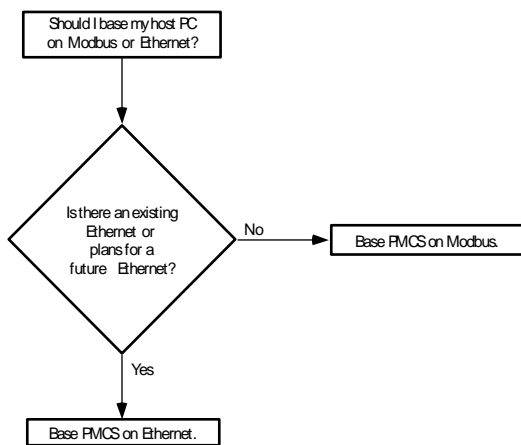 Should I base my host PC
on Modbus or Ethernet?
Is there an existing
Ethernet or
plans for a
future Ethernet?
No
Base PMCS on Modbus.
Yes
Base PMCS on Ethernet.